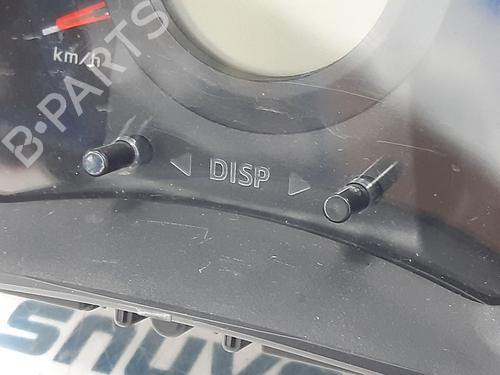 km/h
B-PARTS
◁ DISP ▷